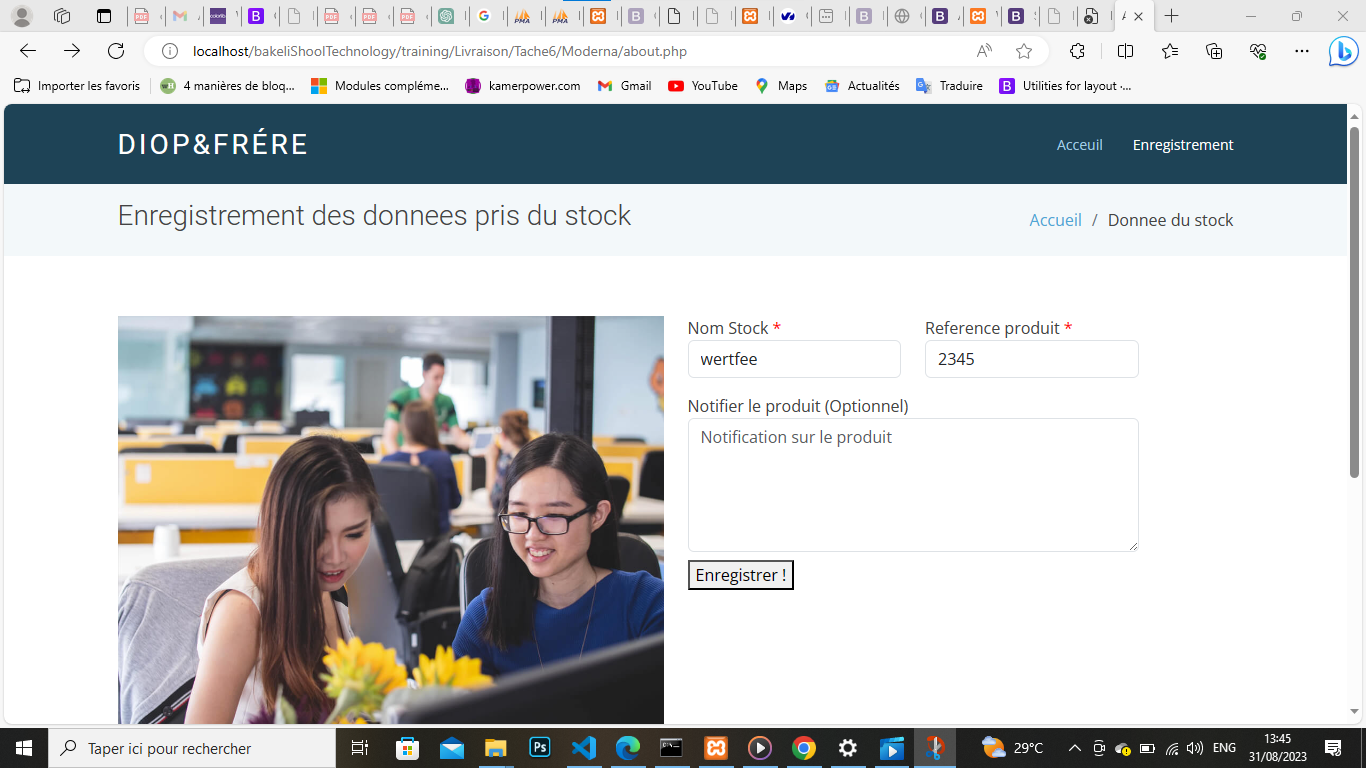 localhost/bakeliShoolTechnology/training/Livraison/Tache6/Moderna/about.php
Importer les favoris
4 manières de bloq...
Modules compléme...
kamerpower.com
Gmail
YouTube
Maps
Actualités
Traduire
Utilities for layout ·...
DIOP&FRÉRE
Acceuil
Enregistrement
Enregistrement des donnees pris du stock
Accueil / Donnee du stock
Nom Stock *
Reference produit *
wertfee
2345
Notifier le produit (Optionnel)
Notification sur le produit
Enregistrer !
Taper ici pour rechercher
29°C
ENG
13:45
31/08/2023